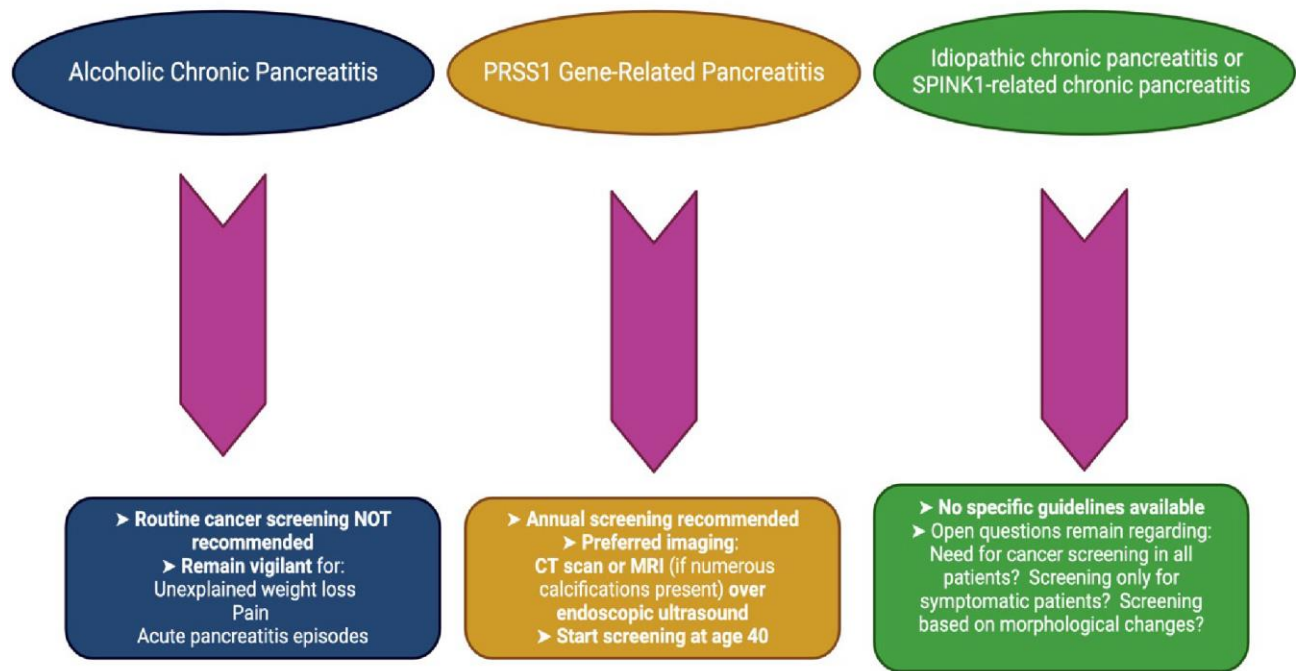 Alcoholic Chronic Pancreatitis
PRSS1 Gene-Related Pancreatitis
Idiopathic chronic pancreatitis or
SPINK1-related chronic pancreatitis
➤ Routine cancer screening NOT
recommended
➤ Remain vigilant for:
Unexplained weight loss
Pain
Acute pancreatitis episodes
➤ Annual screening recommended
➤ Preferred imaging:
CT scan or MRI (if numerous
calcifications present) over
endoscopic ultrasound
➤ Start screening at age 40
➤ No specific guidelines available
➤ Open questions remain regarding:
Need for cancer screening in all
patients? Screening only for
symptomatic patients? Screening
based on morphological changes?